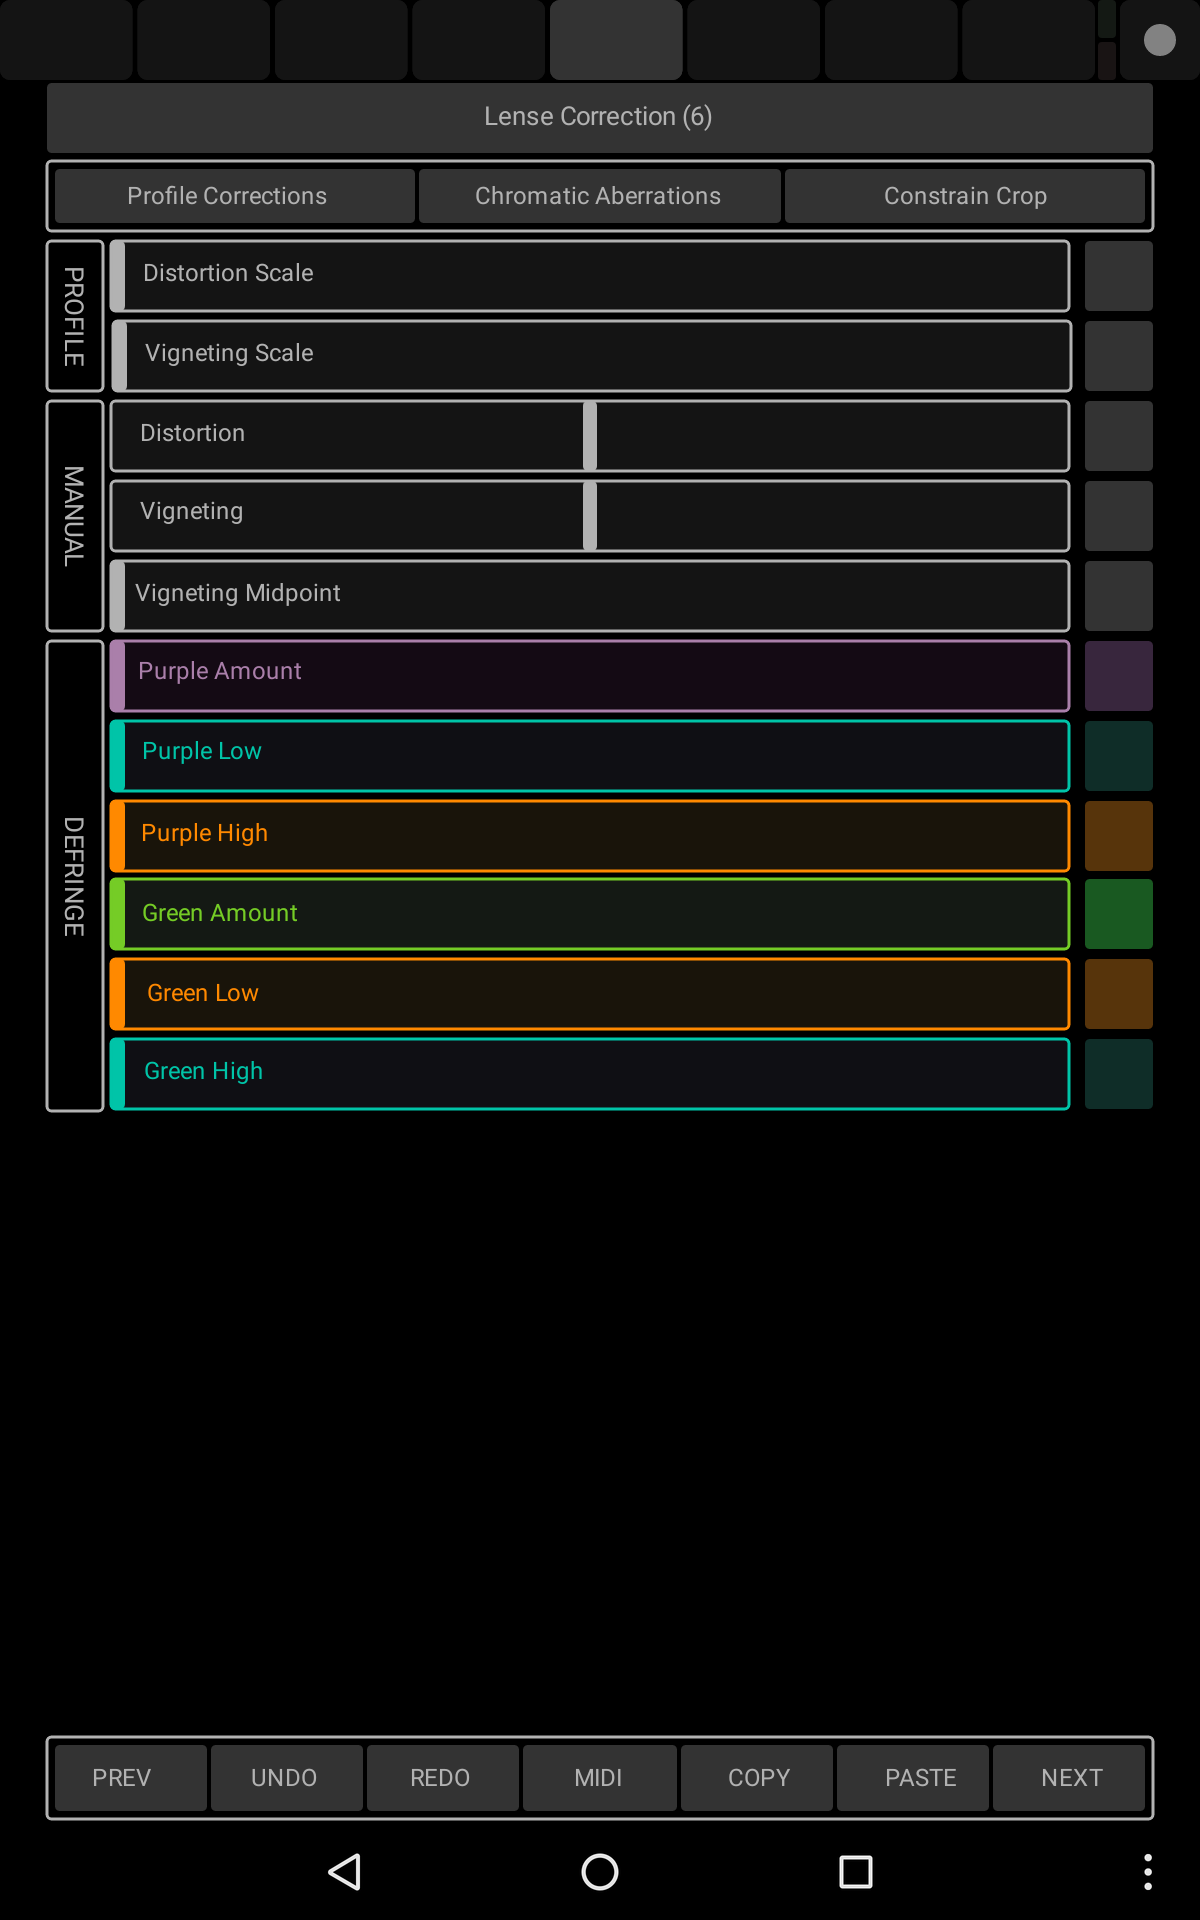 Lense Correction (6)
Profile Corrections Chromatic Aberrations Constrain Crop
PROFILE
Distortion Scale
Vigneting Scale
MANUAL
Distortion
Vigneting
Vigneting Midpoint
DEFRINGE
Purple Amount
Purple Low
Purple High
Green Amount
Green Low
Green High
PREV UNDO REDO MIDI COPY PASTE NEXT